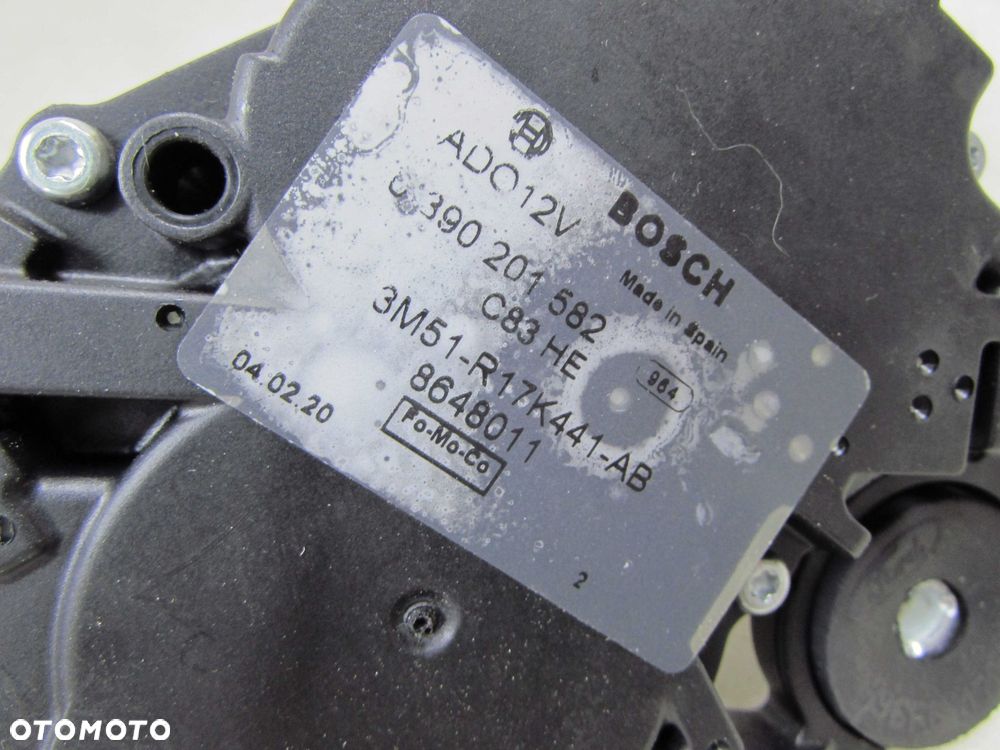 BOSCH
Made in Spain
964
ADO12V
0 390 201 582
C83 HE
3M51-R17K441-AB
8648011
Fo-Mo-Co
04.02.20
2
OTOMOTO